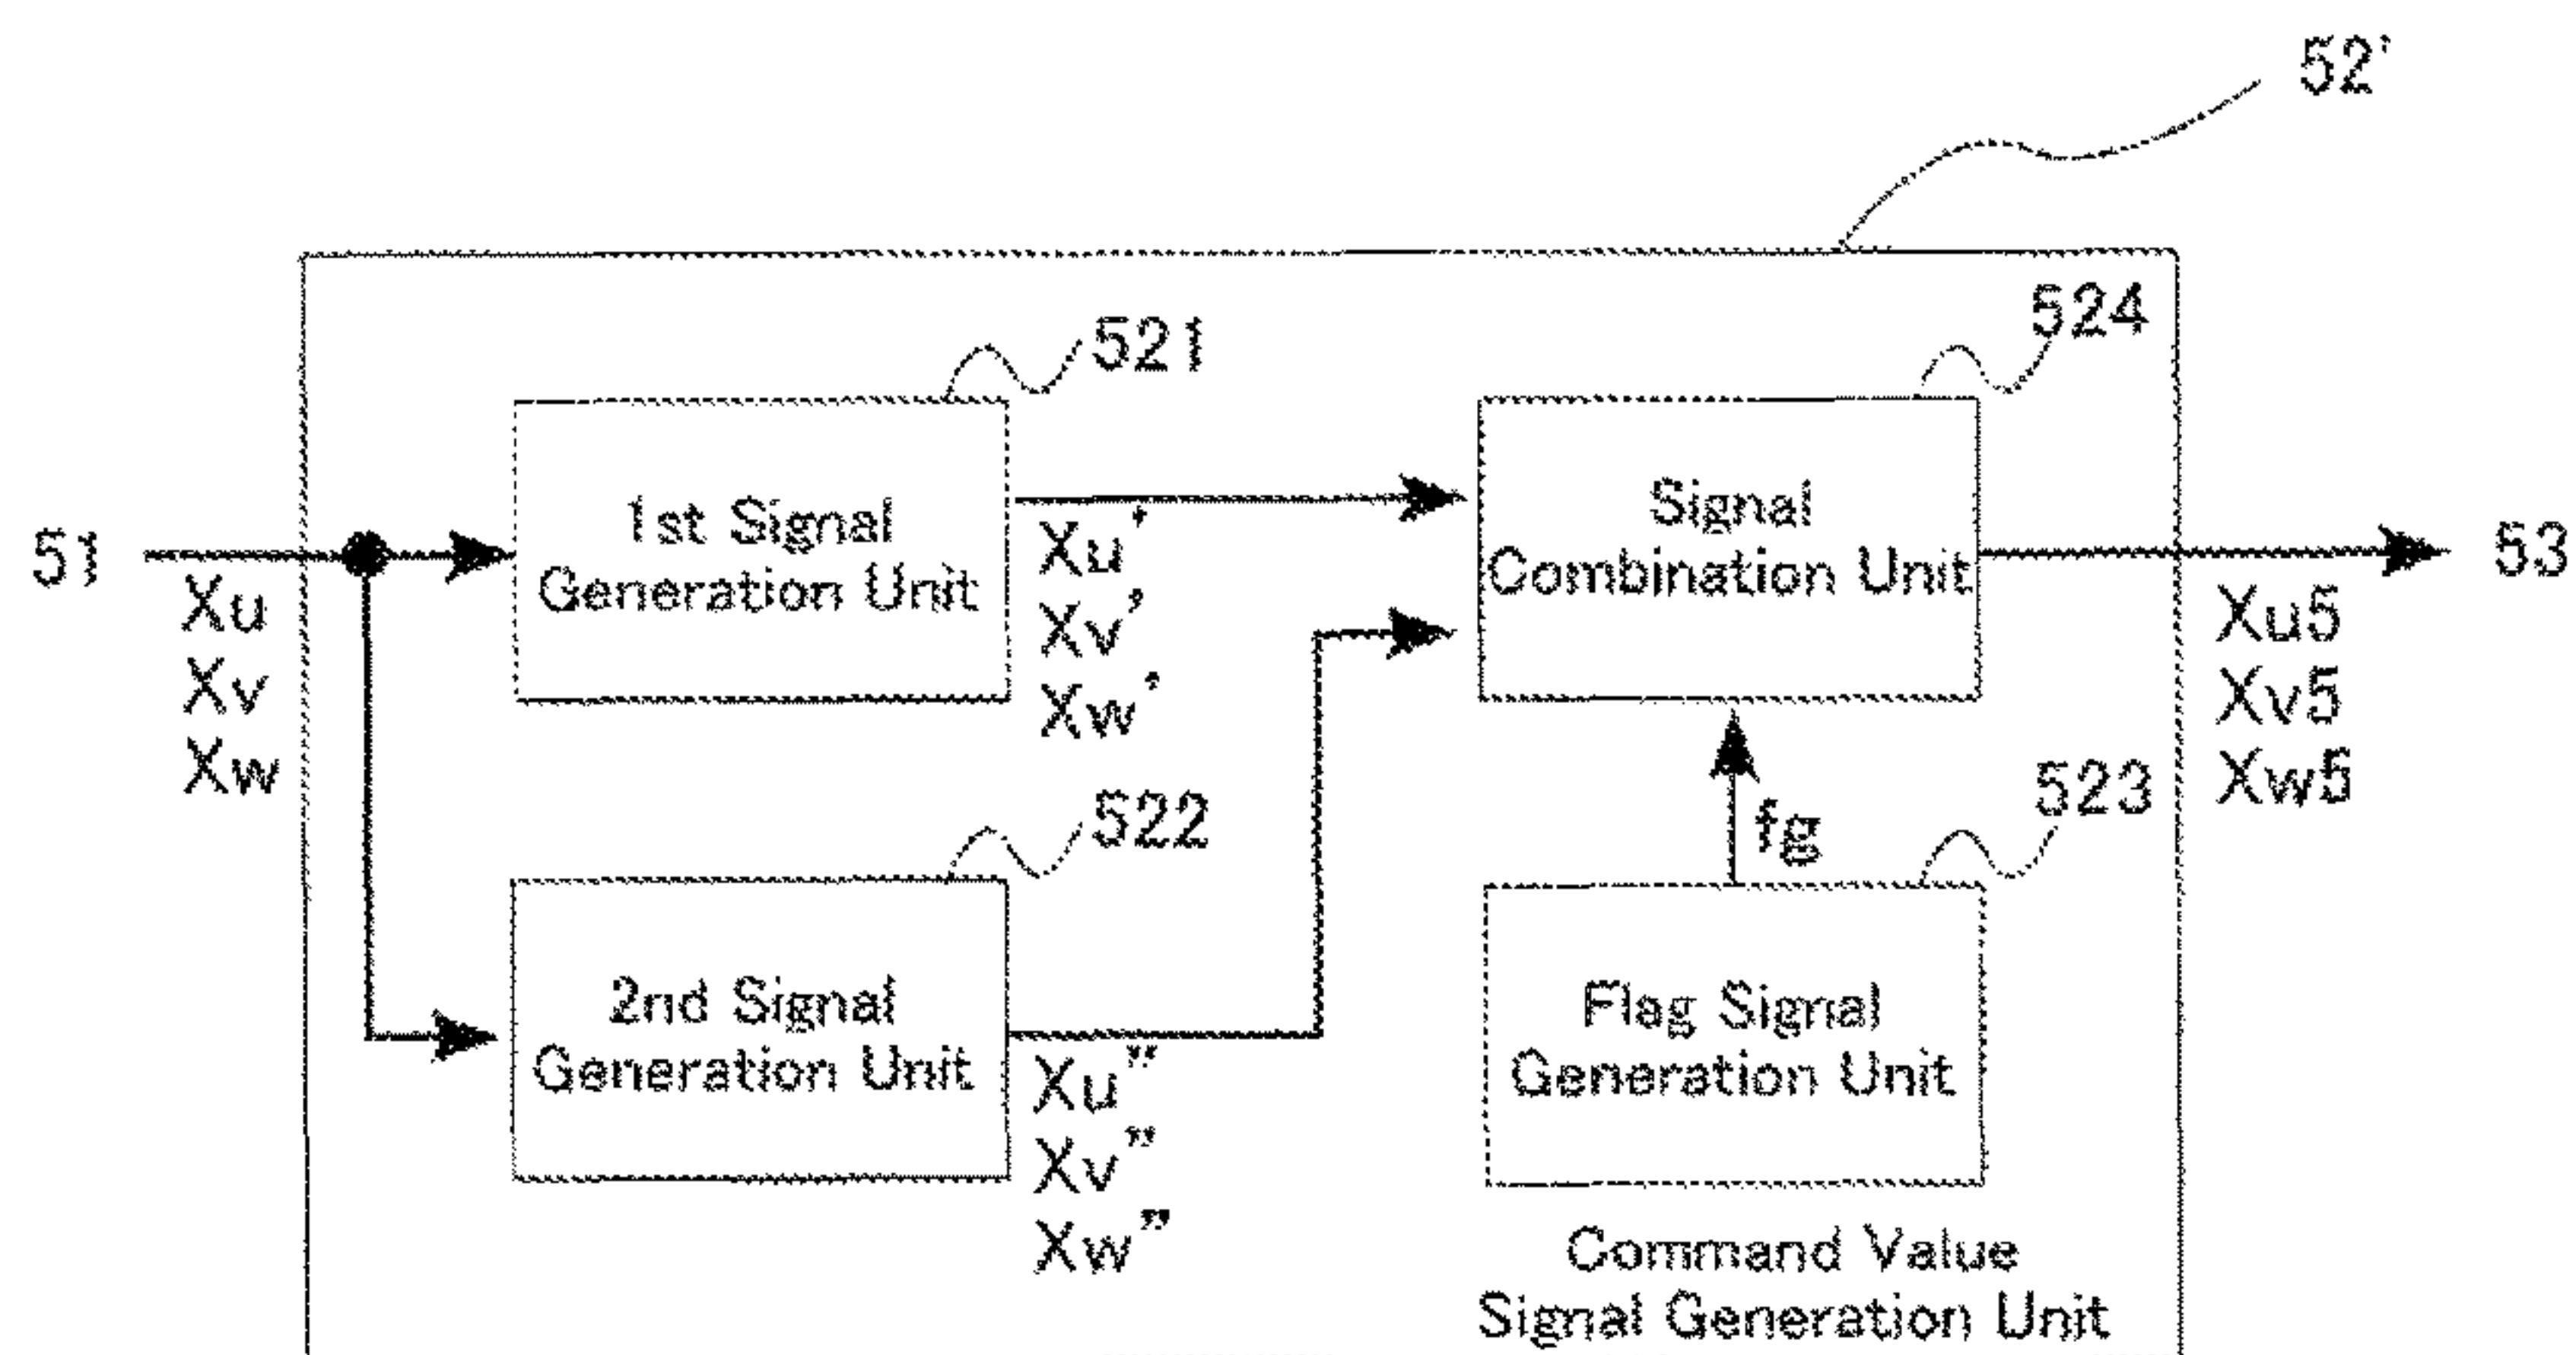 52'
524
521
1st Signal
Generation Unit
Signal
Combination Unit
51
53
Xu
Xv
Xw
Xu'
Xv'
Xw'
Xu5
Xv5
Xw5
fg
523
522
2nd Signal
Generation Unit
Flag Signal
Generation Unit
Xu"
Xv"
Xw"
Command Value
Signal Generation Unit